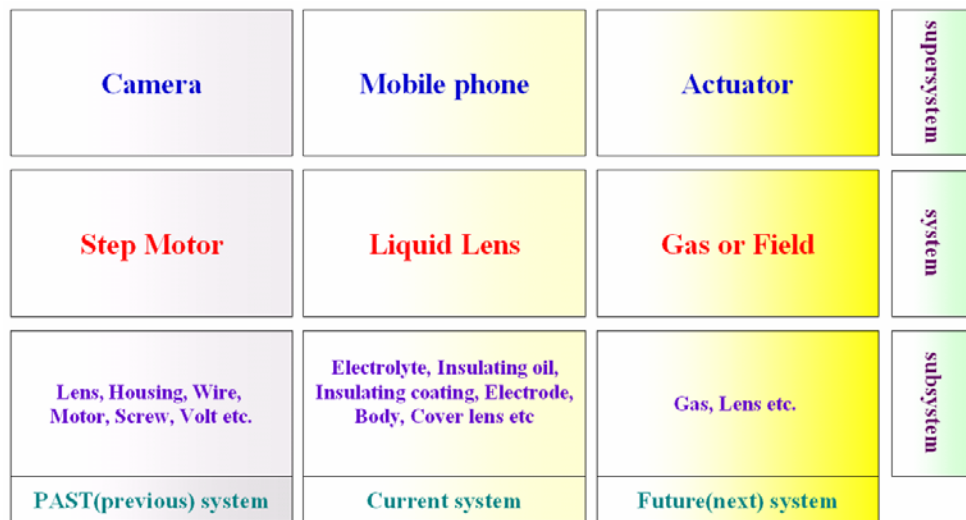 Camera
Mobile phone
Actuator
supersystem
Step Motor
Liquid Lens
Gas or Field
system
Lens, Housing, Wire,
Motor, Screw, Volt etc.
Electrolyte, Insulating oil,
Insulating coating, Electrode,
Body, Cover lens etc
Gas, Lens etc.
subsystem
PAST(previous) system
Current system
Future(next) system